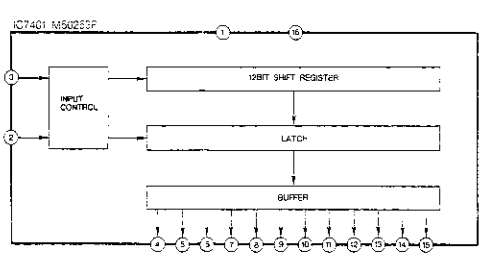 IC7401
1 16
3
12BIT SHIFT REGISTER
INPUT
CONTROL
2
LATCH
BUFFER
4 5 6 7 8 9 10 11 12 13 14 15